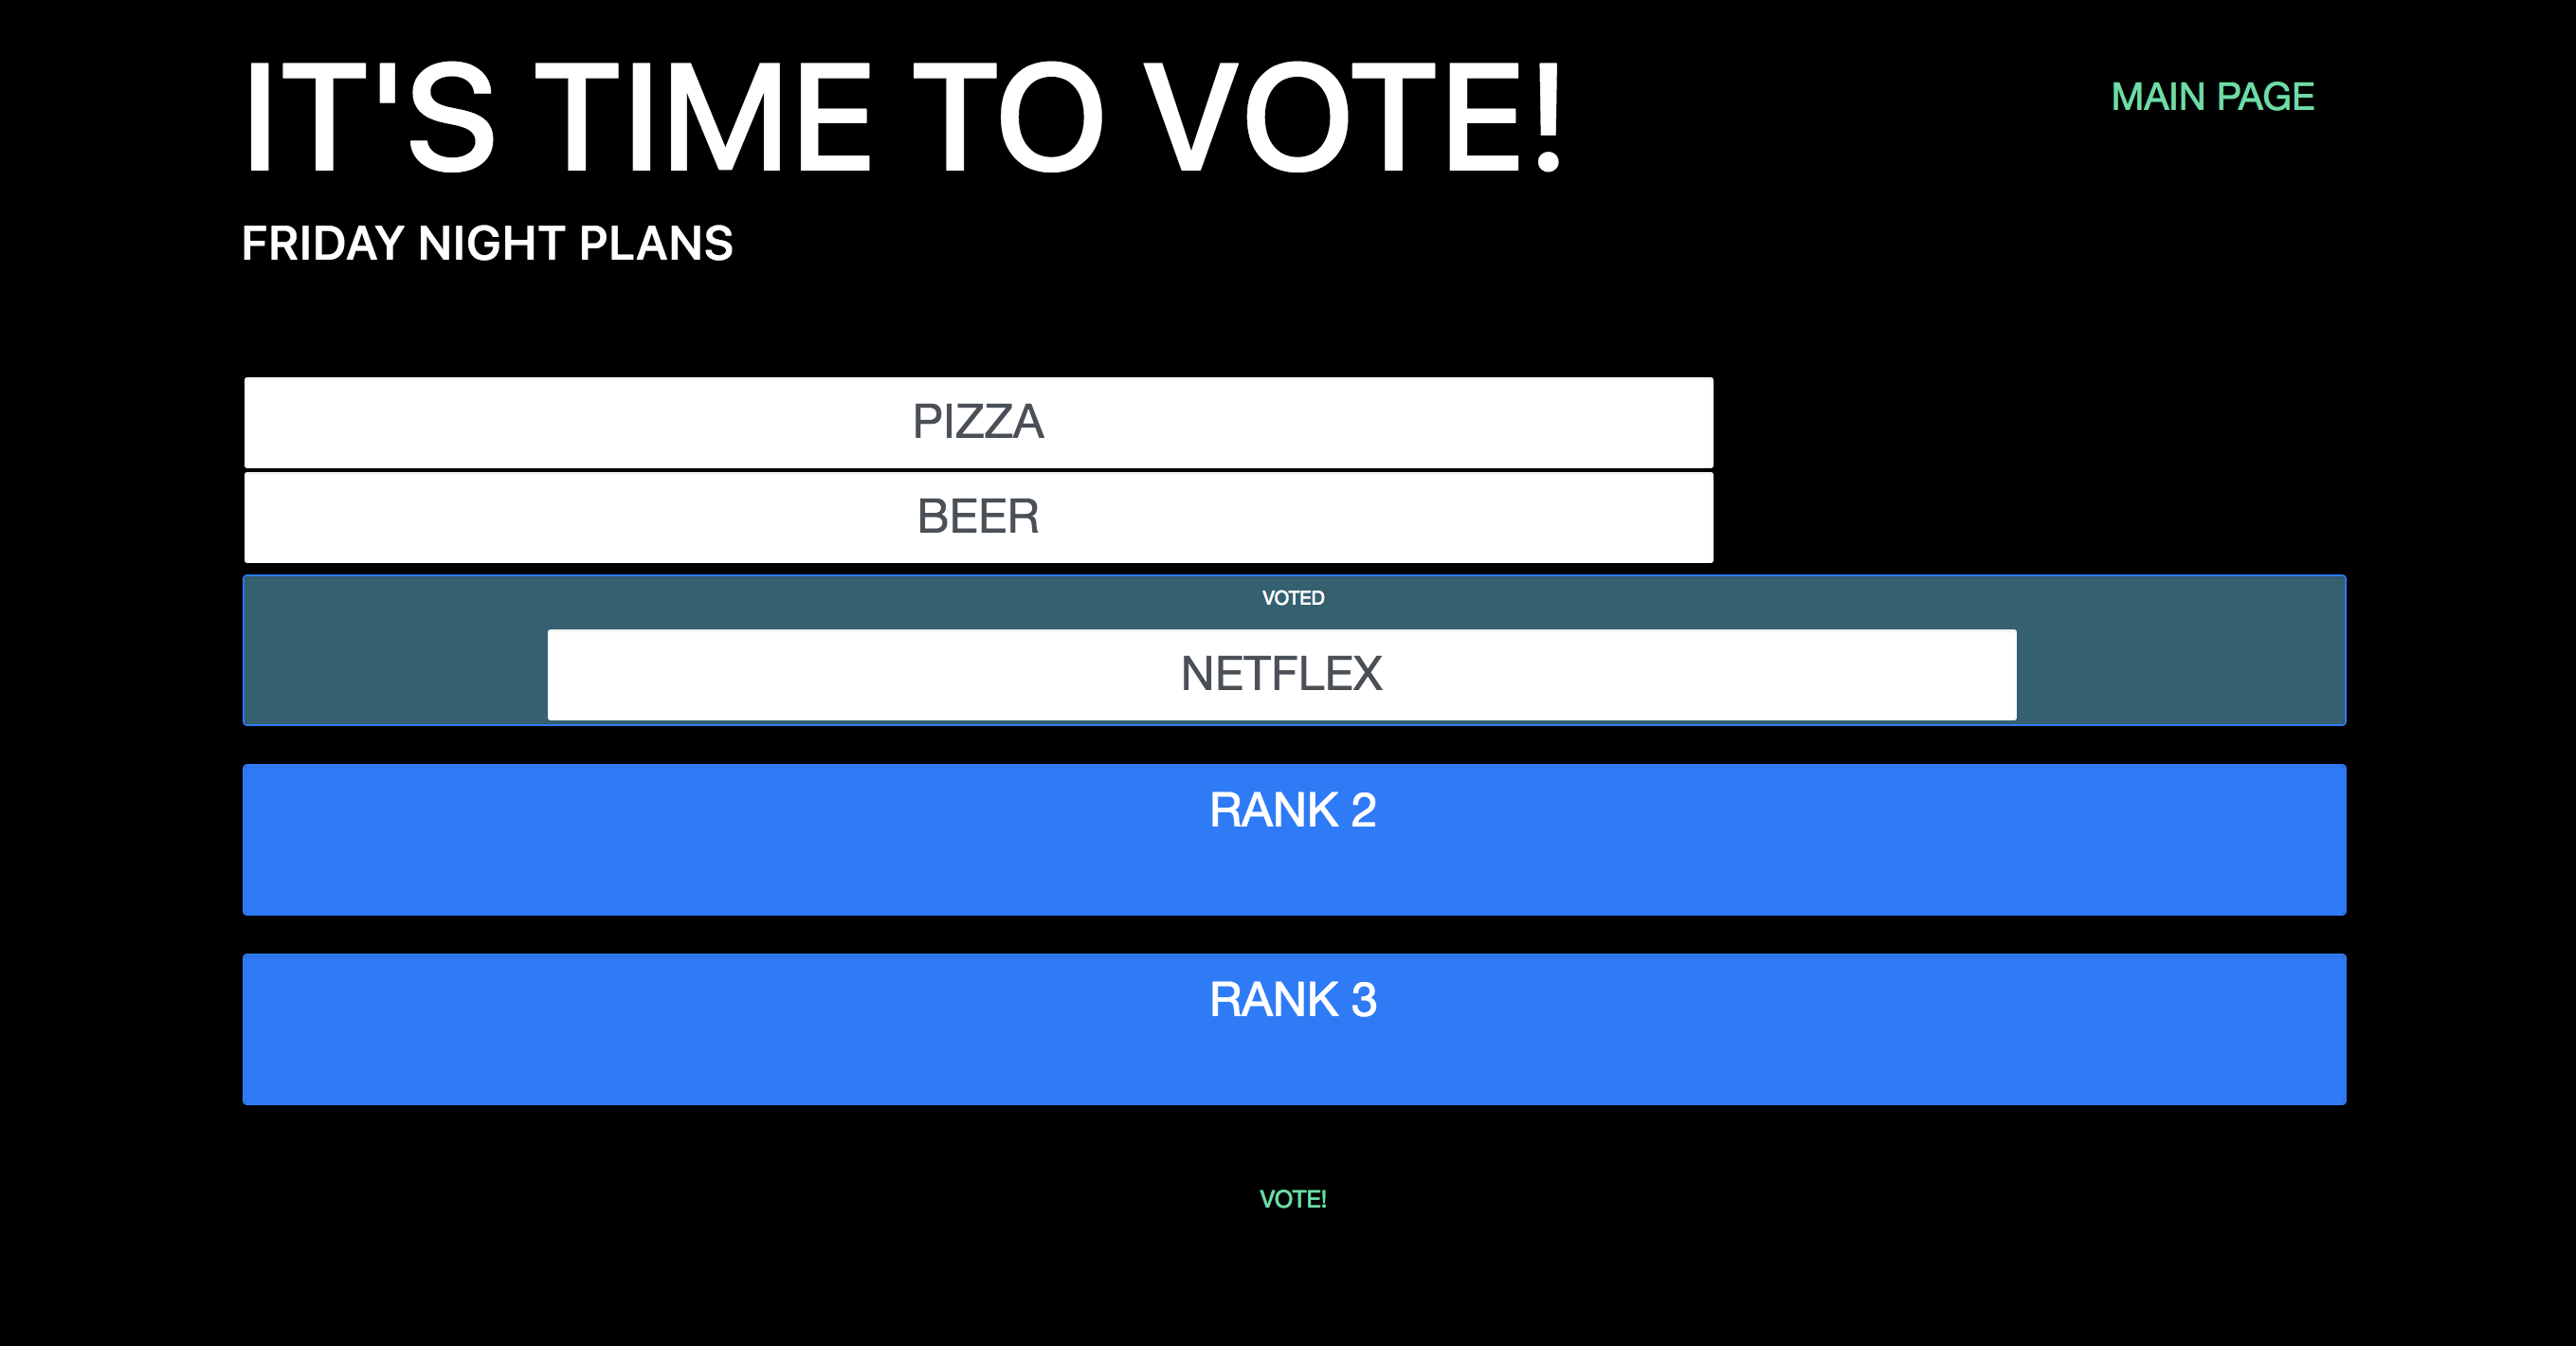 IT'S TIME TO VOTE!
MAIN PAGE
FRIDAY NIGHT PLANS
PIZZA
BEER
VOTED
NETFLEX
RANK 2
RANK 3
VOTE!